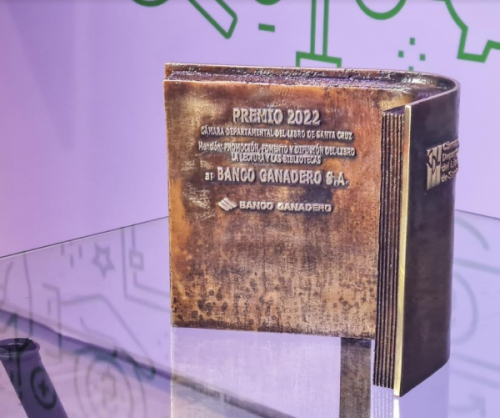 PREMIO 2022
CÁMARA DEPARTAMENTAL DEL LIBRO DE SANTA CRUZ
Mención: PROMOCIÓN, FOMENTO Y DIFUSIÓN DEL LIBRO
LA LECTURA Y LAS BIBLIOTECAS
BANCO GANADERO S.A.
BANCO GANADERO